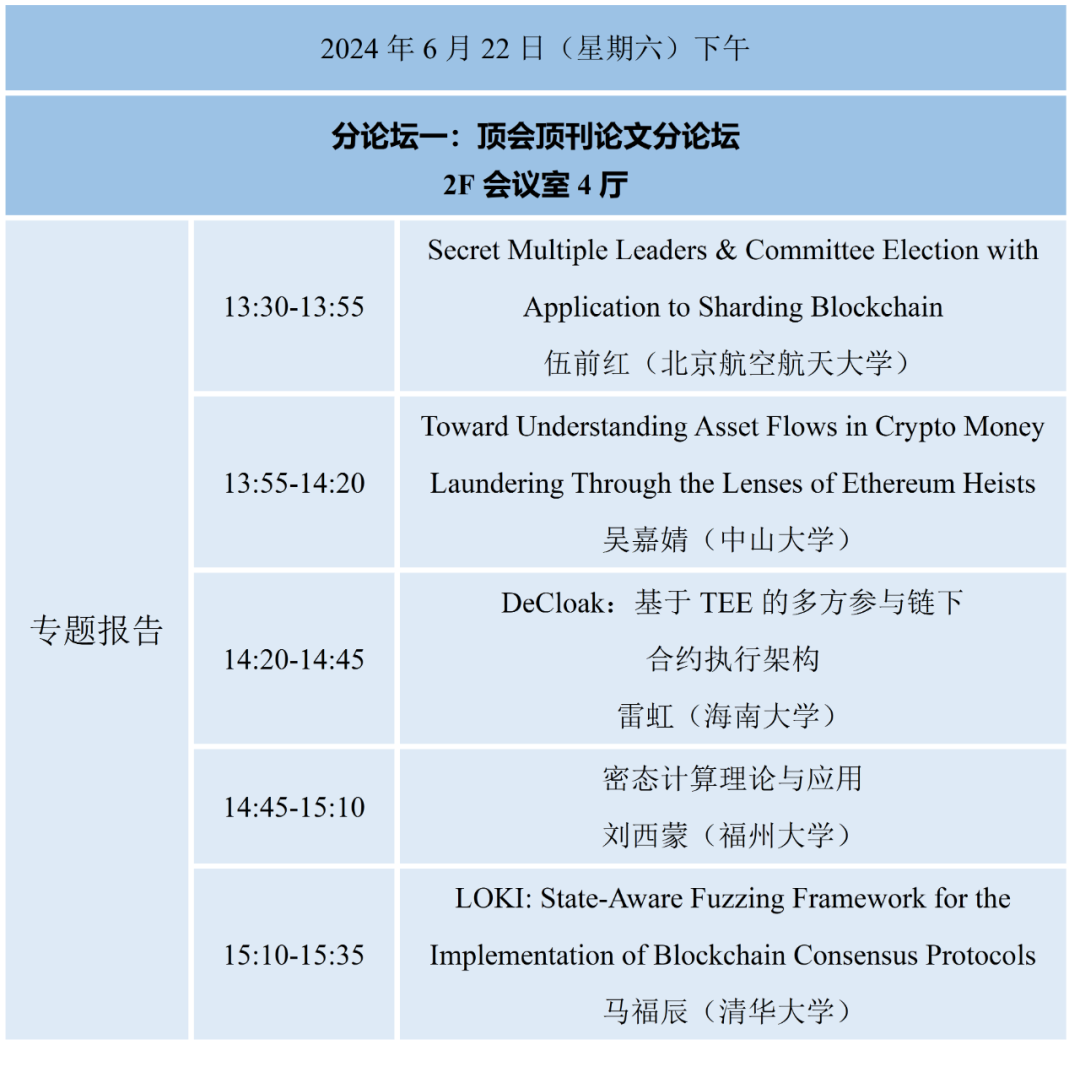 2024 年 6 月 22 日（星期六）下午
分论坛一：顶会顶刊论文分论坛
2F 会议室 4 厅
专题报告
13:30-13:55
Secret Multiple Leaders & Committee Election with
Application to Sharding Blockchain
伍前红（北京航空航天大学）
13:55-14:20
Toward Understanding Asset Flows in Crypto Money
Laundering Through the Lenses of Ethereum Heists
吴嘉婧（中山大学）
14:20-14:45
DeCloak：基于 TEE 的多方参与链下
合约执行架构
雷虹（海南大学）
14:45-15:10
密态计算理论与应用
刘西蒙（福州大学）
15:10-15:35
LOKI: State-Aware Fuzzing Framework for the
Implementation of Blockchain Consensus Protocols
马福辰（清华大学）